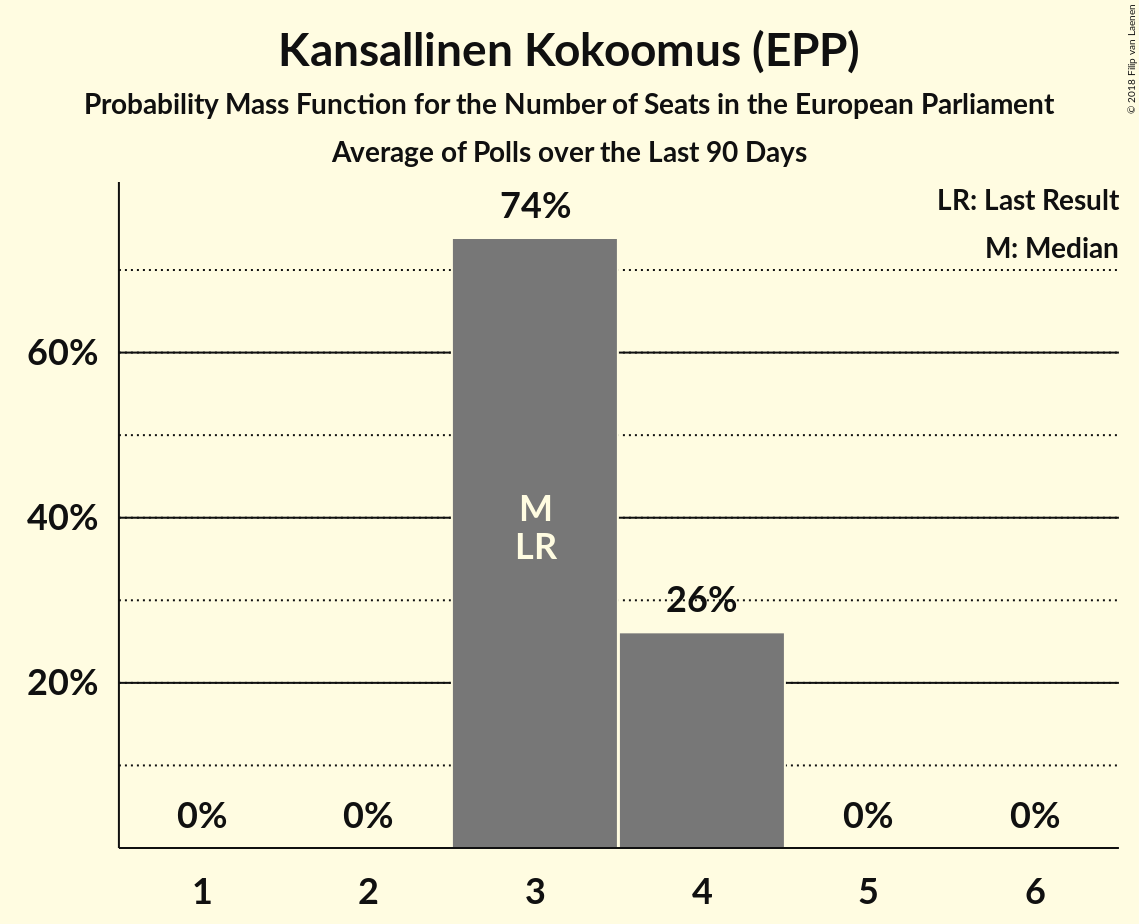 Kansallinen Kokoomus (EPP)
Probability Mass Function for the Number of Seats in the European Parliament
Average of Polls over the Last 90 Days
© 2018 Filip van Laenen
LR: Last Result
M: Median
74%
60%
40%
20%
M
LR
26%
0%
0%
0%
0%
1
2
3
4
5
6